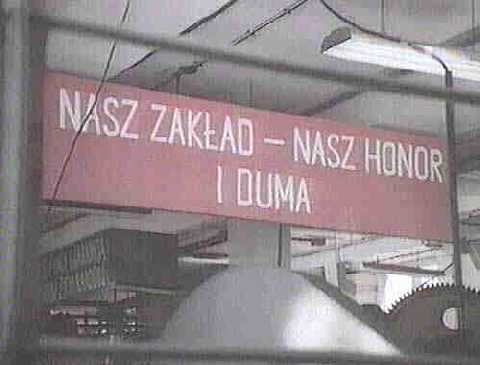 NASZ ZAKŁAD – NASZ HONOR
I DUMA